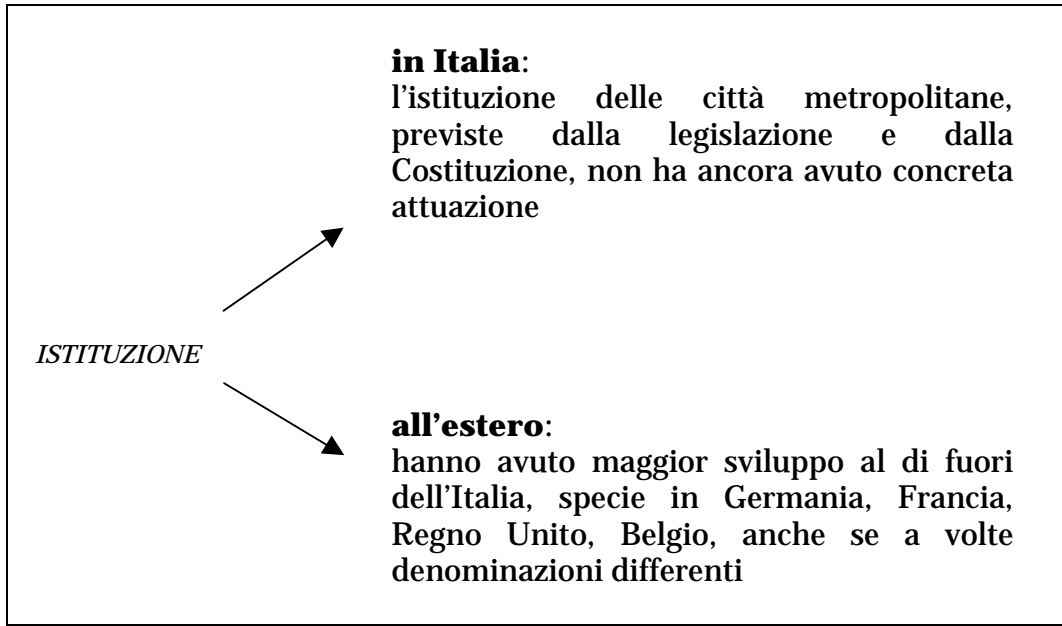 in Italia:
l'istituzione delle città metropolitane,
previste dalla legislazione e dalla
Costituzione, non ha ancora avuto concreta
attuazione
ISTITUZIONE
all’estero:
hanno avuto maggior sviluppo al di fuori
dell'Italia, specie in Germania, Francia,
Regno Unito, Belgio, anche se a volte
denominazioni differenti